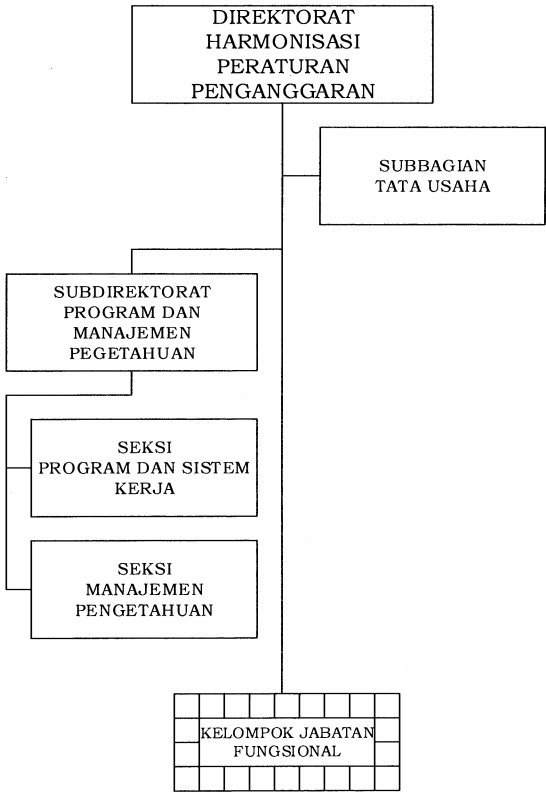 DIREKTORAT
HARMONISASI
PERATURAN
PENGANGGARAN
SUBBAGIAN
TATA USAHA
SUBDIREKTORAT
PROGRAM DAN
MANAJEMEN
PEGETAHUAN
SEKSI
PROGRAM DAN SISTEM
KERJA
SEKSI
MANAJEMEN
PENGETAHUAN
KELOMPOK JABATAN
FUNGSIONAL